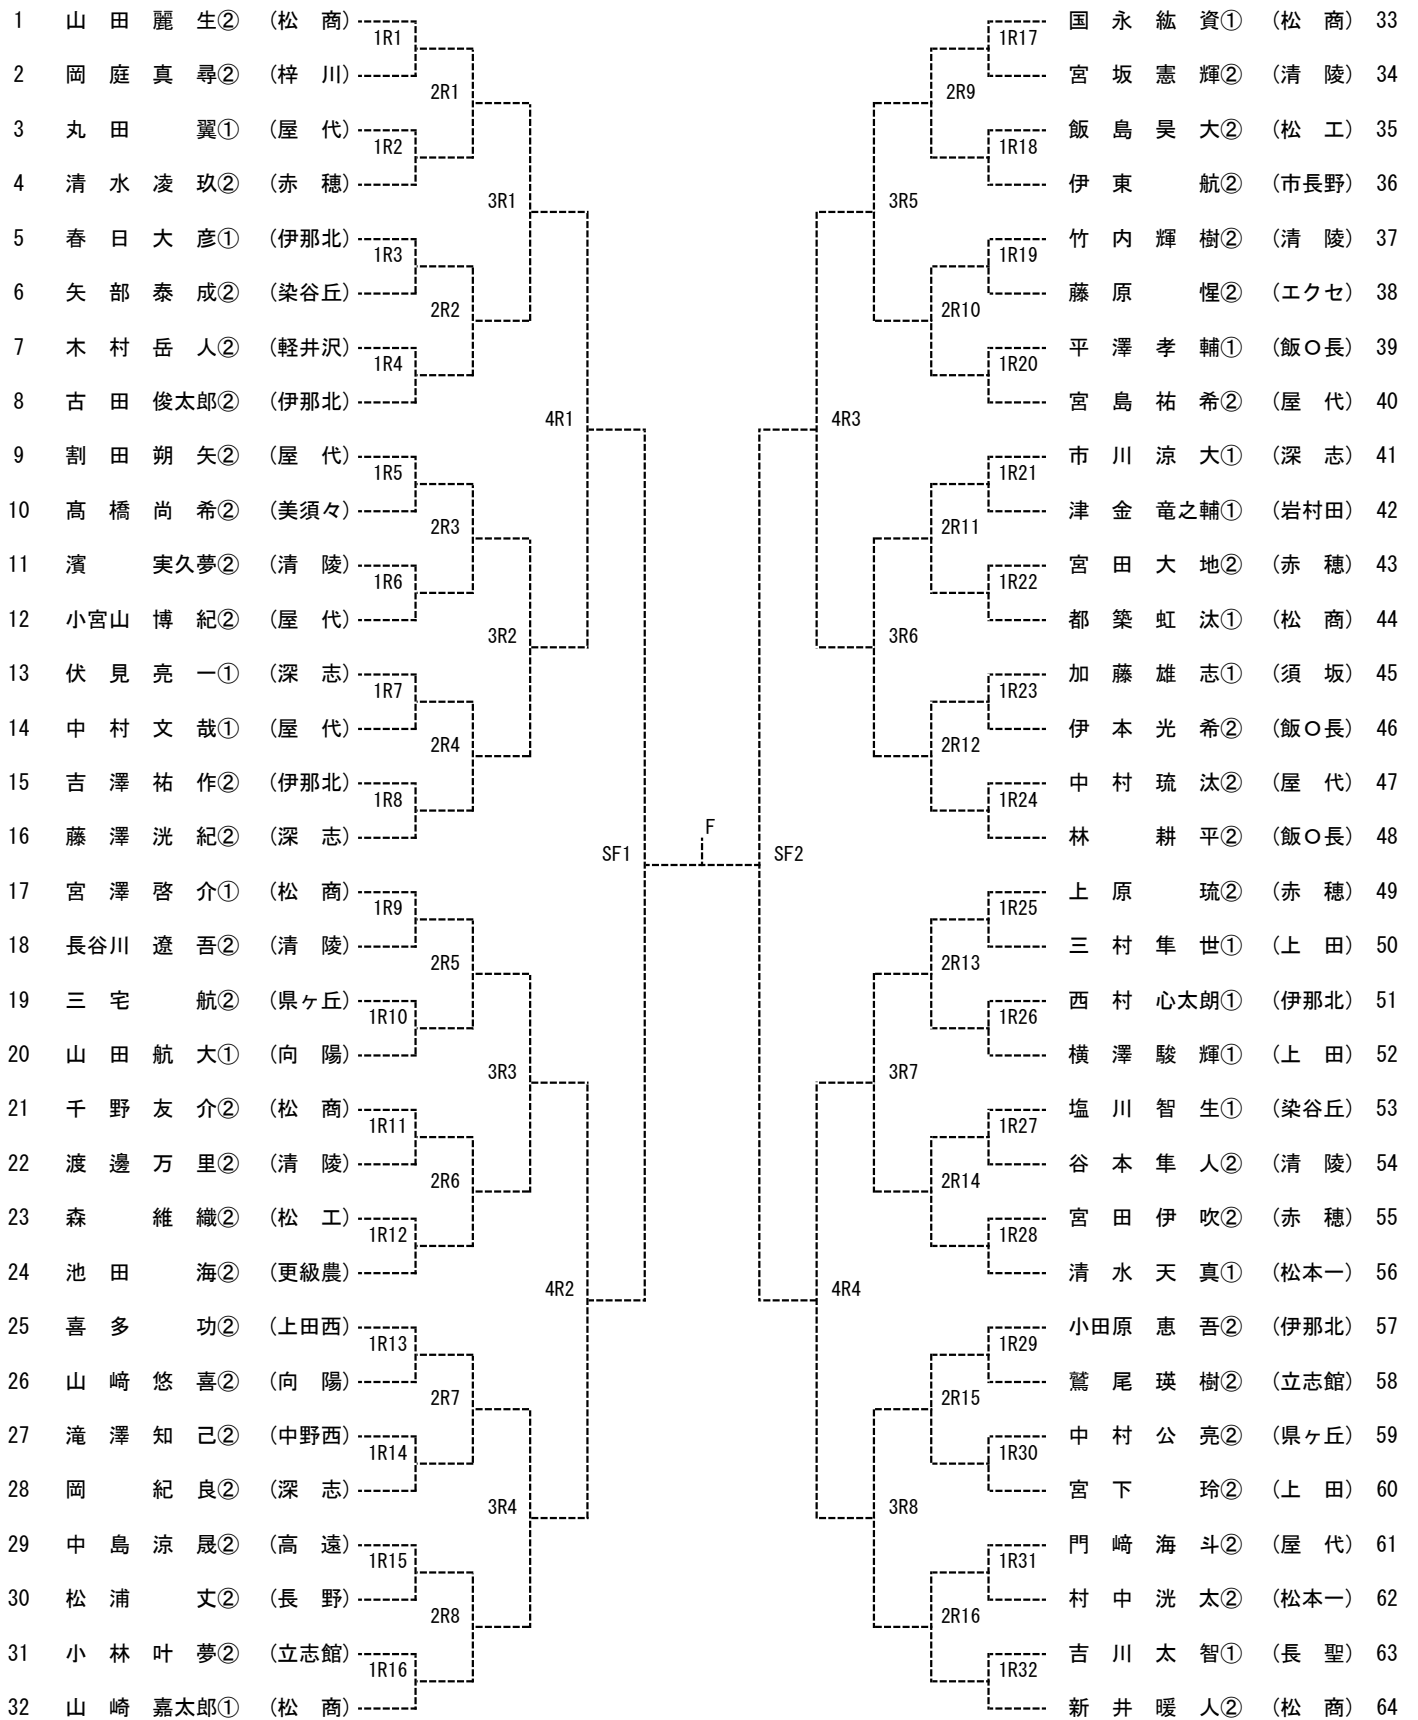 1 山 田 麗 生② (松 商)
1R1
2 岡 庭 真 尋② (梓 川)
2R1
3 丸 田 翼① (屋 代)
1R2
4 清 水 凌 玖② (赤 穂)
3R1
5 春 日 大 彦① (伊那北)
1R3
6 矢 部 泰 成② (染谷丘)
2R2
7 木 村 岳 人② (軽井沢)
1R4
8 古 田 俊太郎② (伊那北)
4R1
9 割 田 朔 矢② (屋 代)
1R5
10 髙 橋 尚 希② (美須々)
2R3
11 濱 実久夢② (清 陵)
1R6
12 小宮山 博 紀② (屋 代)
3R2
13 伏 見 亮 一① (深 志)
1R7
14 中 村 文 哉① (屋 代)
2R4
15 吉 澤 祐 作② (伊那北)
1R8
16 藤 澤 洸 紀② (深 志)
SF1
17 宮 澤 啓 介① (松 商)
1R9
18 長谷川 遼 吾② (清 陵)
2R5
19 三 宅 航② (県ヶ丘)
1R10
20 山 田 航 大① (向 陽)
3R3
21 千 野 友 介② (松 商)
1R11
22 渡 邊 万 里② (清 陵)
2R6
23 森 維 織② (松 工)
1R12
24 池 田 海② (更級農)
4R2
25 喜 多 功② (上田西)
1R13
26 山 﨑 悠 喜② (向 陽)
2R7
27 滝 澤 知 己② (中野西)
1R14
28 岡 紀 良② (深 志)
3R4
29 中 島 涼 晟② (高 遠)
1R15
30 松 浦 丈② (長 野)
2R8
31 小 林 叶 夢② (立志館)
1R16
32 山 崎 嘉太郎① (松 商)
F
国 永 紘 資① (松 商) 33
1R17
宮 坂 憲 輝② (清 陵) 34
2R9
飯 島 昊 大② (松 工) 35
1R18
伊 東 航② (市長野) 36
3R5
竹 内 輝 樹② (清 陵) 37
1R19
藤 原 惺② (エクセ) 38
2R10
平 澤 孝 輔① (飯O長) 39
1R20
宮 島 祐 希② (屋 代) 40
4R3
市 川 涼 大① (深 志) 41
1R21
津 金 竜之輔① (岩村田) 42
2R11
宮 田 大 地② (赤 穂) 43
1R22
都 築 虹 汰① (松 商) 44
3R6
加 藤 雄 志① (須 坂) 45
1R23
伊 本 光 希② (飯O長) 46
2R12
中 村 琉 汰② (屋 代) 47
1R24
林 耕 平② (飯O長) 48
SF2
上 原 琉② (赤 穂) 49
1R25
三 村 隼 世① (上 田) 50
2R13
西 村 心太朗① (伊那北) 51
1R26
横 澤 駿 輝① (上 田) 52
3R7
塩 川 智 生① (染谷丘) 53
1R27
谷 本 隼 人② (清 陵) 54
2R14
宮 田 伊 吹② (赤 穂) 55
1R28
清 水 天 真① (松本一) 56
4R4
小田原 恵 吾② (伊那北) 57
1R29
鷲 尾 瑛 樹② (立志館) 58
2R15
中 村 公 亮② (県ヶ丘) 59
1R30
宮 下 玲② (上 田) 60
3R8
門 﨑 海 斗② (屋 代) 61
1R31
村 中 洸 太② (松本一) 62
2R16
吉 川 太 智① (長 聖) 63
1R32
新 井 暖 人② (松 商) 64